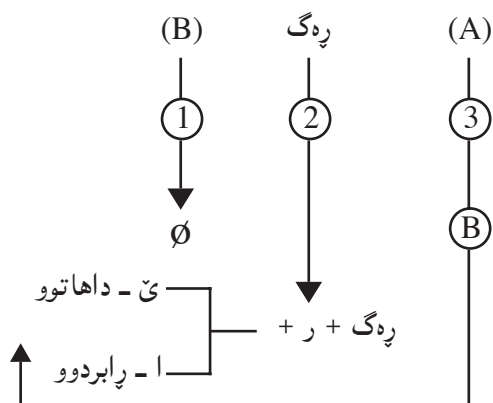 (A) ڕەگ (B)
3 2 1
B
ø
ێ - داهاتوو
ڕەگ + ر +
ا - ڕابردوو